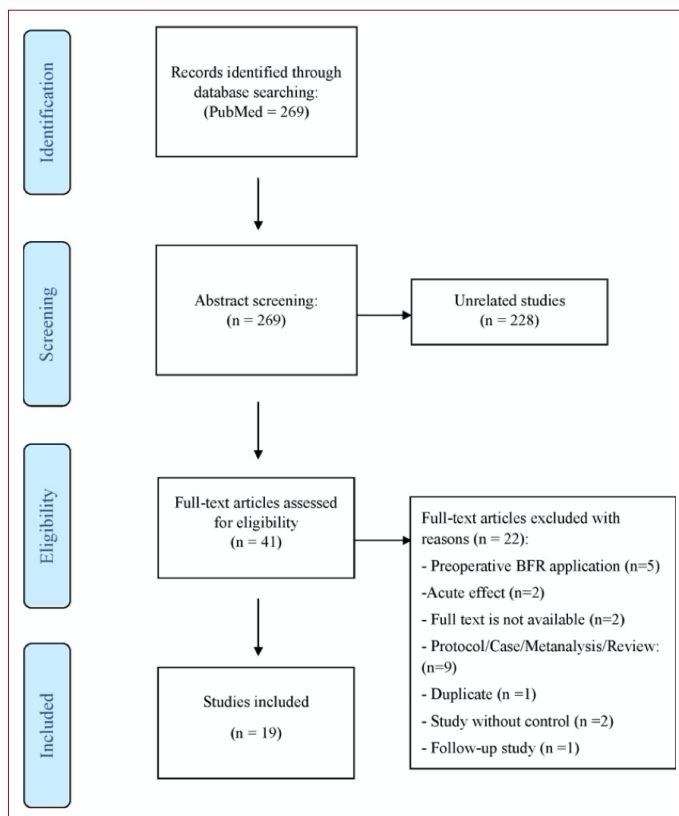 Identification
Records identified through
database searching:
(PubMed = 269)
Screening
Abstract screening:
(n = 269)
Unrelated studies
(n = 228)
Eligibility
Full-text articles assessed
for eligibility
(n = 41)
Full-text articles excluded with
reasons (n = 22):
- Preoperative BFR application (n=5)
-Acute effect (n=2)
- Full text is not available (n=2)
- Protocol/Case/Metanalysis/Review:
(n=9)
- Duplicate (n =1)
- Study without control (n =2)
- Follow-up study (n =1)
Included
Studies included
(n = 19)